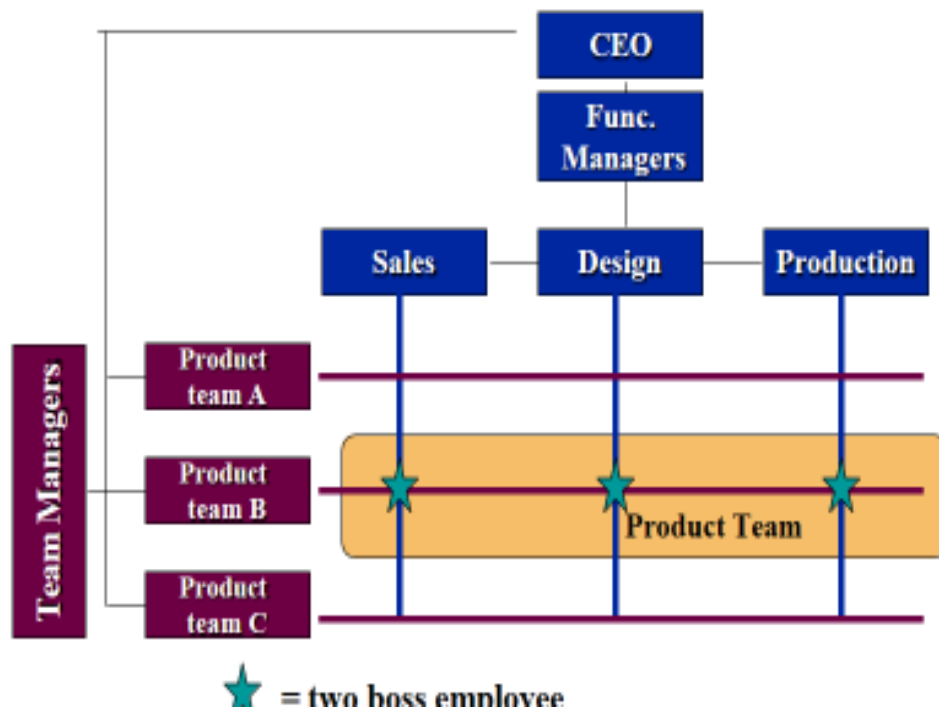 CEO
Func.
Managers
Sales
Design
Production
Team Managers
Product
team A
Product
team B
Product Team
Product
team C
= two boss employee